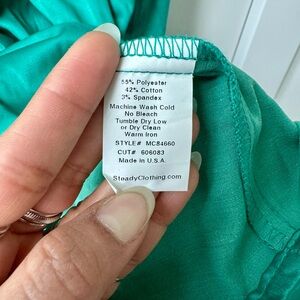 55% Polyester
42% Cotton
3% Spandex
Machine Wash Cold
No Bleach
Tumble Dry Low
or Dry Clean
Warm Iron
STYLE# MC84660
CUT# 606083
Made in U.S.A.
SteadyClothing.com